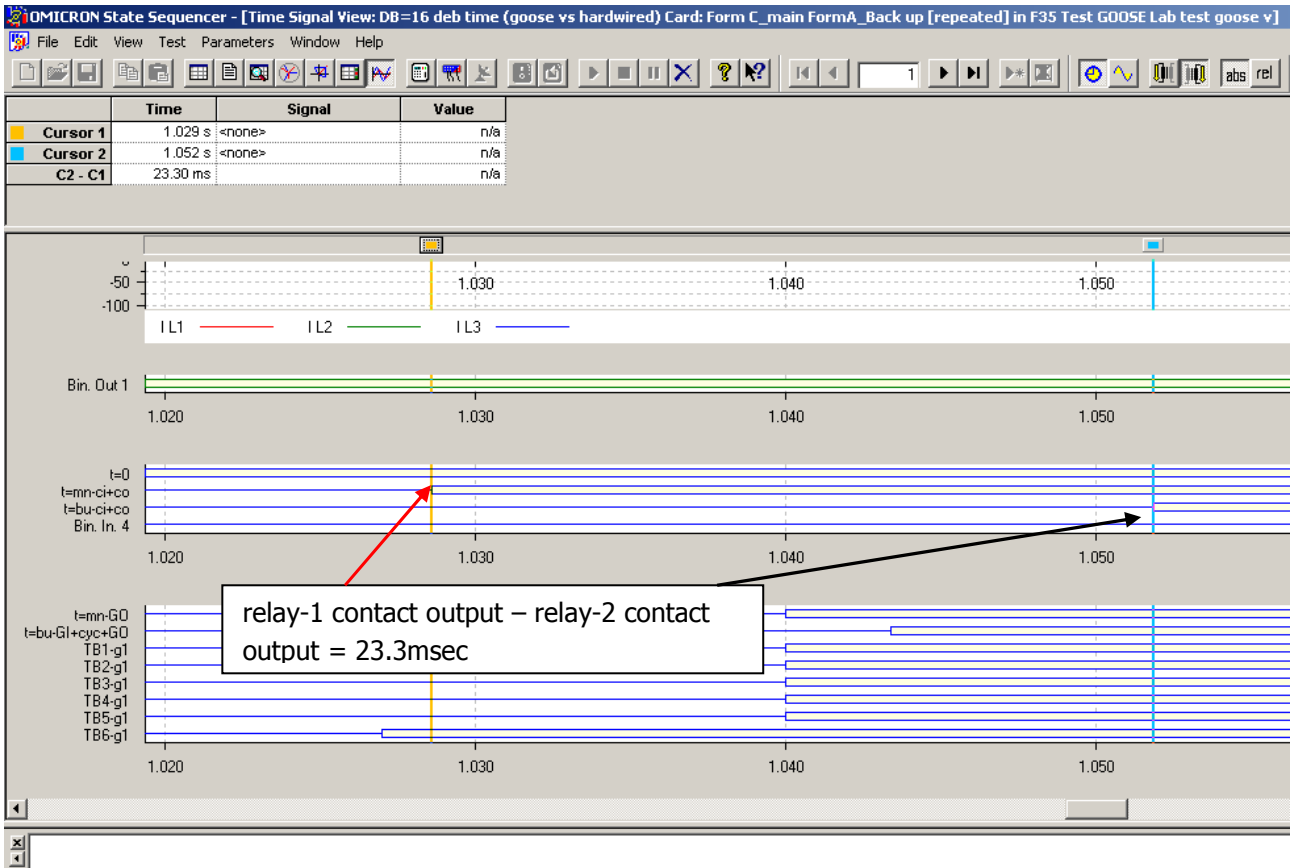 OMICRON State Sequencer - [Time Signal View: DB=16 deb time (goose vs hardwired) Card: Form C_main FormA_Back up [repeated] in F35 Test GOOSE Lab test goose v]
File Edit View Test Parameters Window Help
1
abs rel
Time Signal Value
Cursor 1 1.029 s <none> n/a
Cursor 2 1.052 s <none> n/a
C2 - C1 23.30 ms n/a
-50
1.030 1.040 1.050
-100
I L1 I L2 I L3
Bin. Out 1
1.020 1.030 1.040 1.050
t=0
t=mn-ci+co
t=bu-ci+co
Bin. In. 4
1.020 1.030 1.040 1.050
relay-1 contact output – relay-2 contact
output = 23.3msec
t=mn-GO
t=bu-GI+cyc+GO
TB1-g1
TB2-g1
TB3-g1
TB4-g1
TB5-g1
TB6-g1
1.020 1.030 1.040 1.050